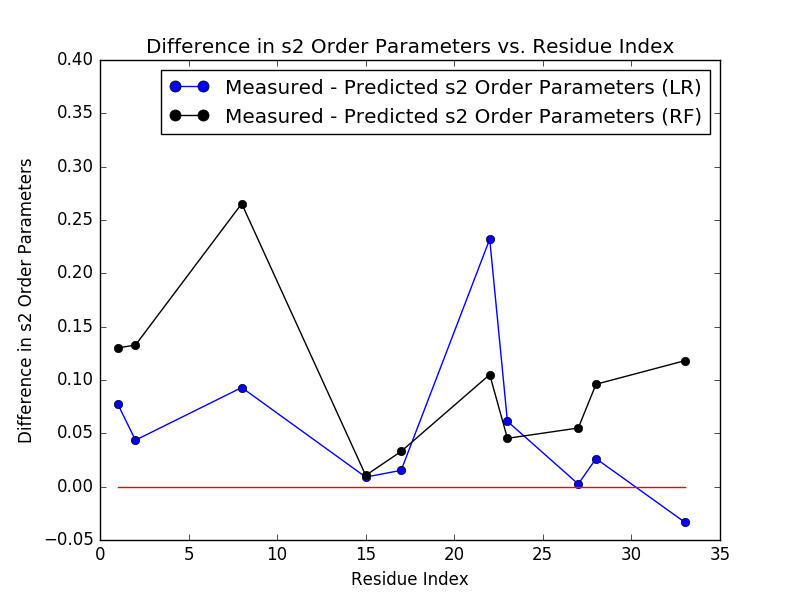 Difference in s2 Order Parameters vs. Residue Index
Measured - Predicted s2 Order Parameters (LR)
Measured - Predicted s2 Order Parameters (RF)
0.40
0.35
0.30
0.25
0.20
0.15
0.10
0.05
0.00
−0.05
Difference in s2 Order Parameters
0 5 10 15 20 25 30 35
Residue Index